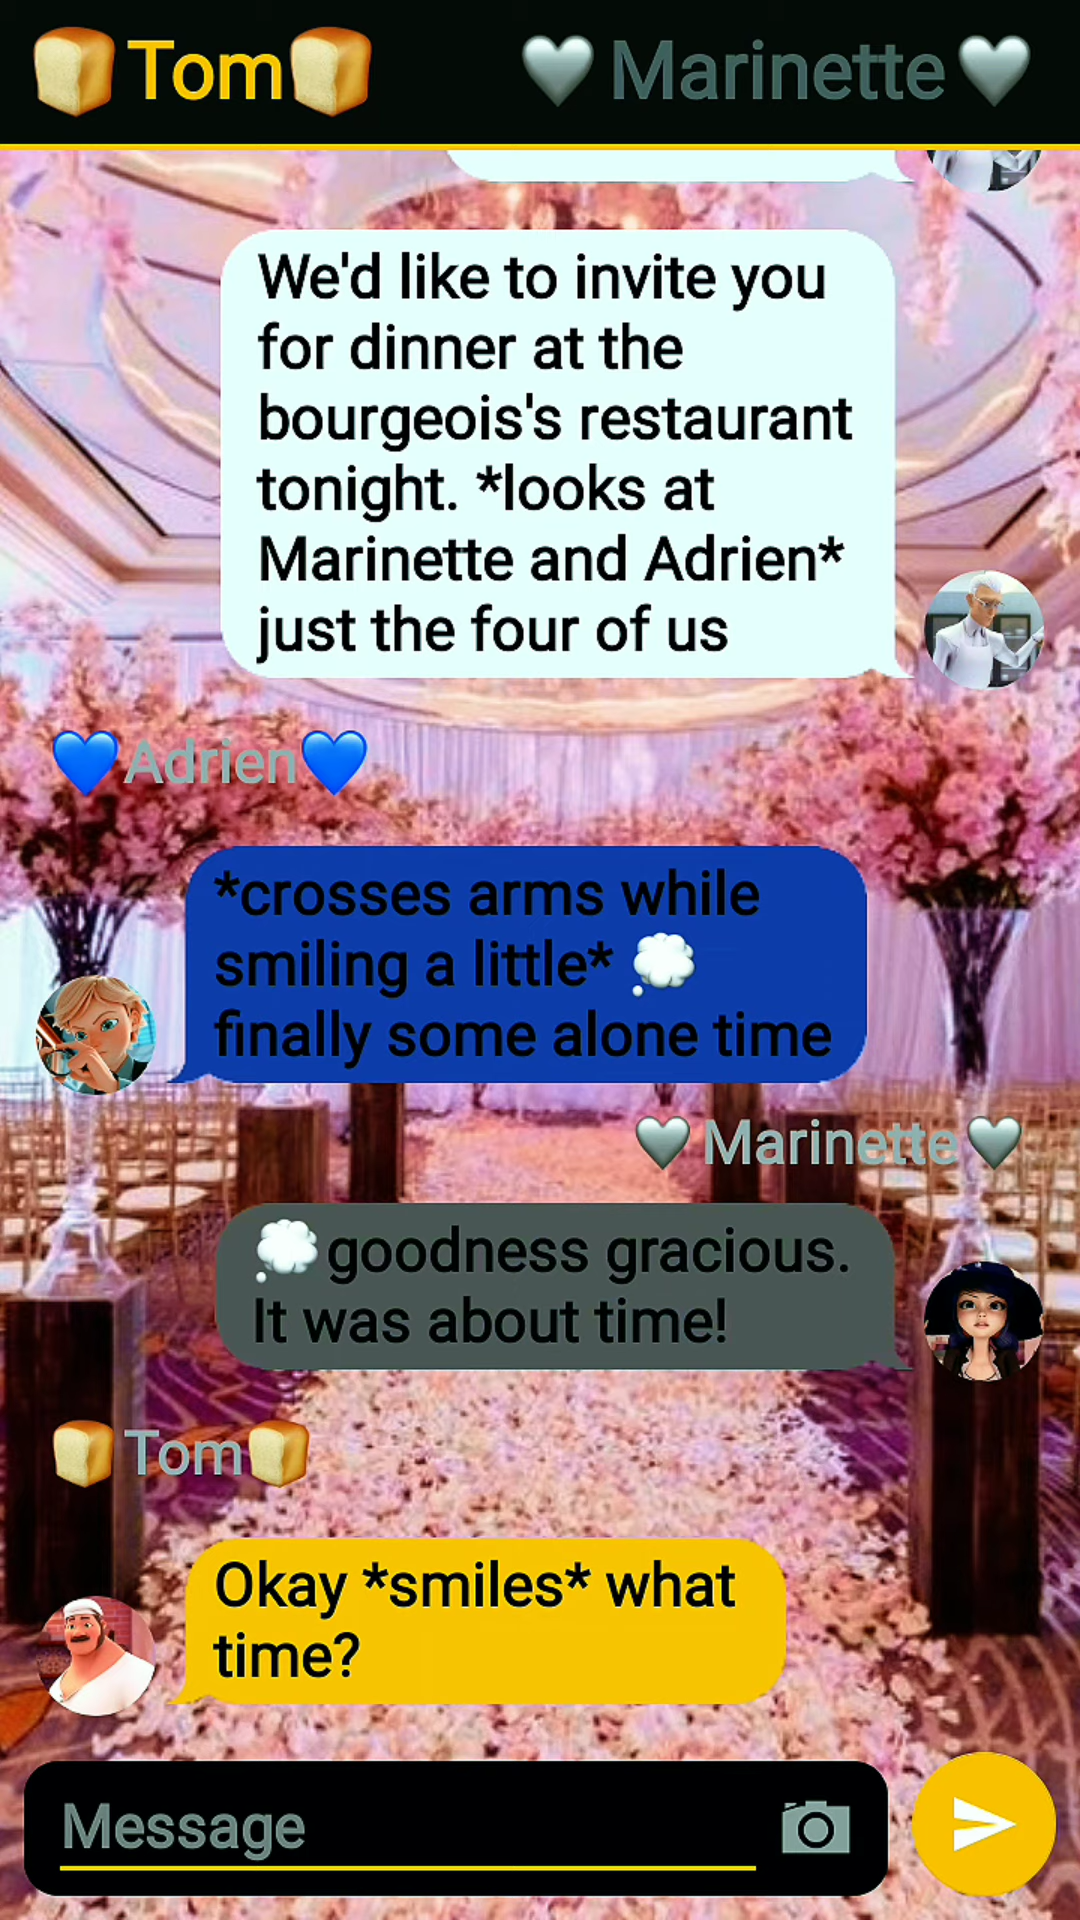 🍞Tom🍞 🩶Marinette🩶
We'd like to invite you
for dinner at the
bourgeois's restaurant
tonight. *looks at
Marinette and Adrien*
just the four of us
💙Adrien💙
*crosses arms while
smiling a little* 💭
finally some alone time
🩶Marinette🩶
💭goodness gracious.
It was about time!
🍞Tom🍞
Okay *smiles* what
time?
Message